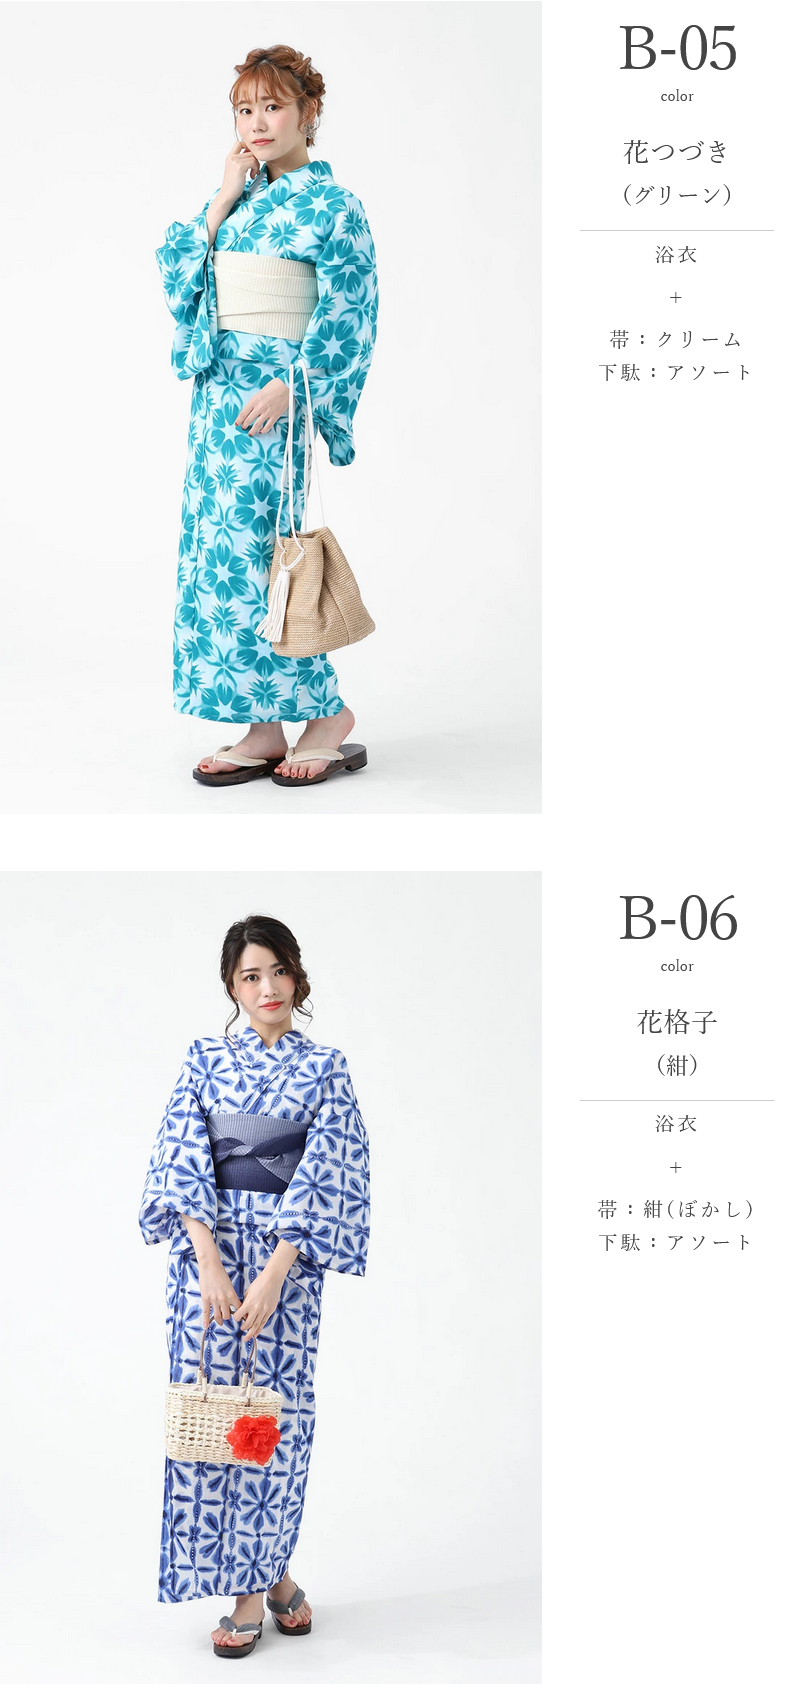 B-05
color
花つづき
（グリーン）
浴衣
+
帯：クリーム
下駄：アソート
B-06
color
花格子
（紺）
浴衣
+
帯：紺（ぼかし）
下駄：アソート